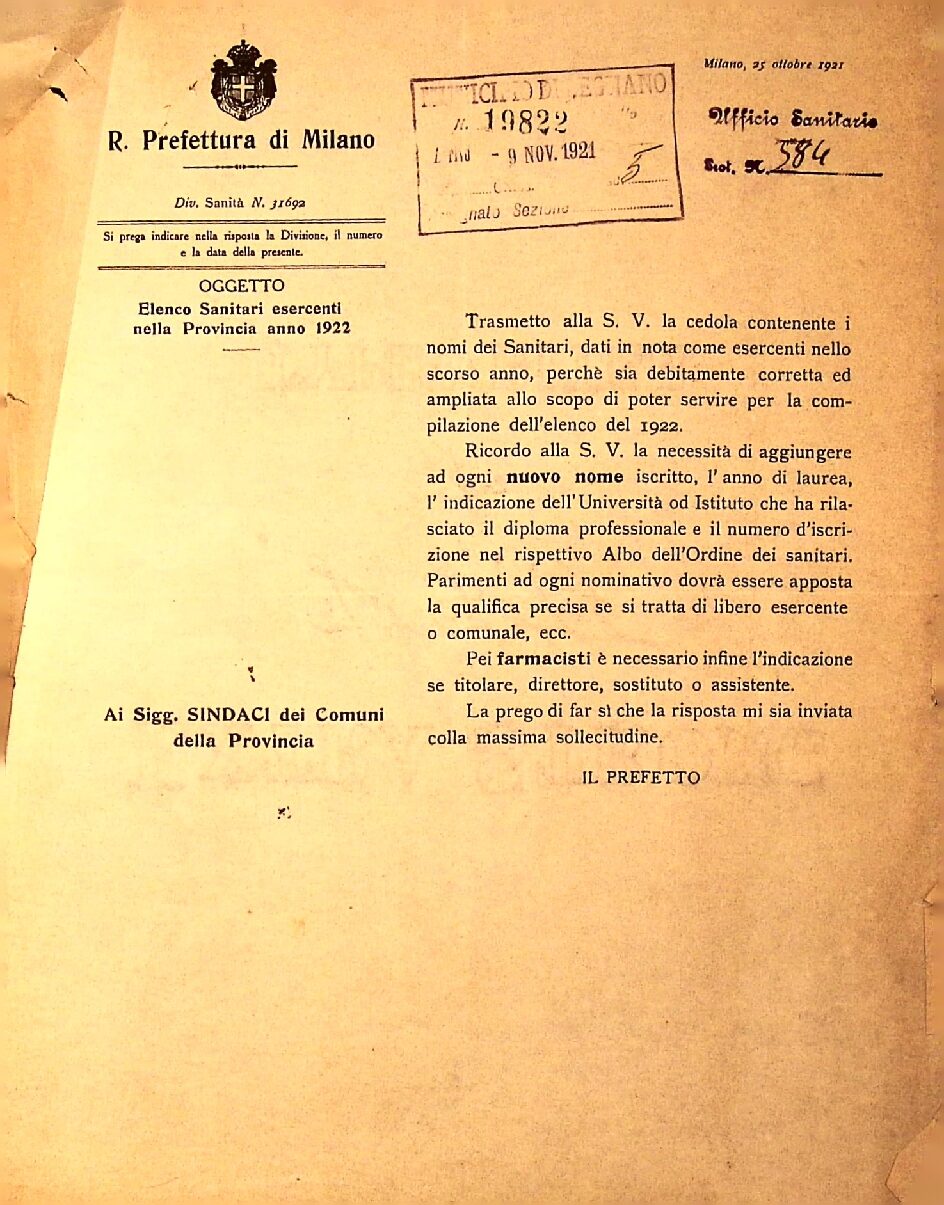 R. Prefettura di Milano
Div. Sanità N. 31692
Si prega indicare nella risposta la Divisione, il numero
e la data della presente.
OGGETTO
Elenco Sanitari esercenti
nella Provincia anno 1922
Ai Sigg. SINDACI dei Comuni
della Provincia
N. 19822
- 9 NOV. 1921
5
Sezione
Milano, 25 ottobre 1921
Ufficio Sanitario
Prot. N. 584
Trasmetto alla S. V. la cedola contenente i
nomi dei Sanitari, dati in nota come esercenti nello
scorso anno, perchè sia debitamente corretta ed
ampliata allo scopo di poter servire per la com-
pilazione dell'elenco del 1922.
Ricordo alla S. V. la necessità di aggiungere
ad ogni nuovo nome iscritto, l'anno di laurea,
l'indicazione dell'Università od Istituto che ha rila-
sciato il diploma professionale e il numero d'iscri-
zione nel rispettivo Albo dell'Ordine dei sanitari.
Parimenti ad ogni nominativo dovrà essere apposta
la qualifica precisa se si tratta di libero esercente
o comunale, ecc.
Pei farmacisti è necessario infine l'indicazione
se titolare, direttore, sostituto o assistente.
La prego di far sì che la risposta mi sia inviata
colla massima sollecitudine.
IL PREFETTO